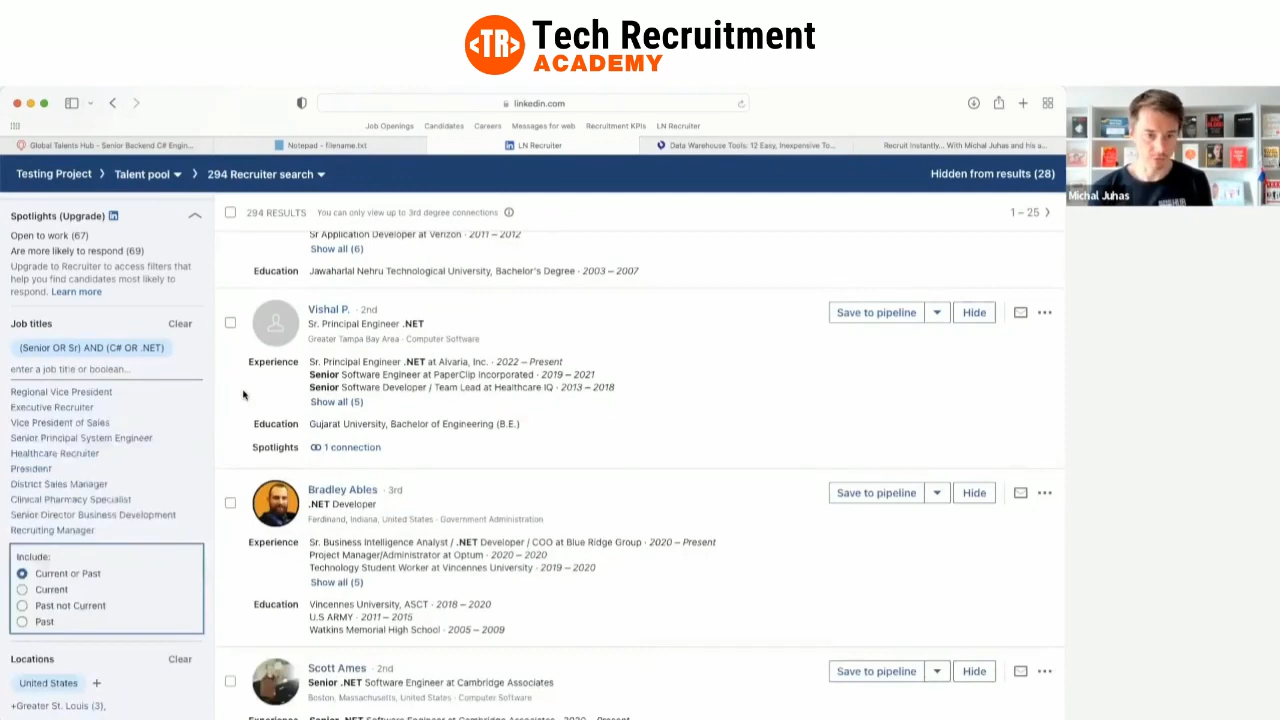 <TR> Tech Recruitment
ACADEMY
linkedin.com
Job Openings Candidates Careers Messages for web Recruitment KPIs LN Recruiter
Global Talents Hub - Senior Backend C# Engin... Notepad - filename.txt LN Recruiter Data Warehouse Tools: 12 Easy, Inexpensive To... Recruit Instantly... With Michal Juhas and his a...
Testing Project Talent pool 294 Recruiter search Hidden from results (28)
Michal Juhas
Spotlights (Upgrade) in
Open to work (67)
Are more likely to respond (69)
Upgrade to Recruiter to access filters that
help you find candidates most likely to
respond. Learn more
Job titles Clear
(Senior OR Sr) AND (C# OR .NET)
enter a job title or boolean...
Regional Vice President
Executive Recruiter
Vice President of Sales
Senior Principal System Engineer
Healthcare Recruiter
President
District Sales Manager
Clinical Pharmacy Specialist
Senior Director Business Development
Recruiting Manager
Include:
Current or Past
Current
Past not Current
Past
Locations Clear
United States +
+Greater St. Louis (3),
294 RESULTS You can only view up to 3rd degree connections 1 – 25
Sr Application Developer at Verizon · 2011 – 2012
Show all (6)
Education Jawaharlal Nehru Technological University, Bachelor's Degree · 2003 – 2007
Vishal P. · 2nd
Sr. Principal Engineer .NET
Greater Tampa Bay Area · Computer Software
Save to pipeline Hide
Experience Sr. Principal Engineer .NET at Alvaria, Inc. · 2022 – Present
Senior Software Engineer at PaperClip Incorporated · 2019 – 2021
Senior Software Developer / Team Lead at Healthcare IQ · 2013 – 2018
Show all (5)
Education Gujarat University, Bachelor of Engineering (B.E.)
Spotlights 1 connection
Bradley Ables · 3rd
.NET Developer
Ferdinand, Indiana, United States · Government Administration
Save to pipeline Hide
Experience Sr. Business Intelligence Analyst / .NET Developer / COO at Blue Ridge Group · 2020 – Present
Project Manager/Administrator at Optum · 2020 – 2020
Technology Student Worker at Vincennes University · 2019 – 2020
Show all (5)
Education Vincennes University, ASCT · 2018 – 2020
U.S ARMY · 2011 – 2015
Watkins Memorial High School · 2005 – 2009
Scott Ames · 2nd
Senior .NET Software Engineer at Cambridge Associates
Boston, Massachusetts, United States · Computer Software
Save to pipeline Hide
Experience Senior .NET Software Engineer at Cambridge Associates · 2020 – Present